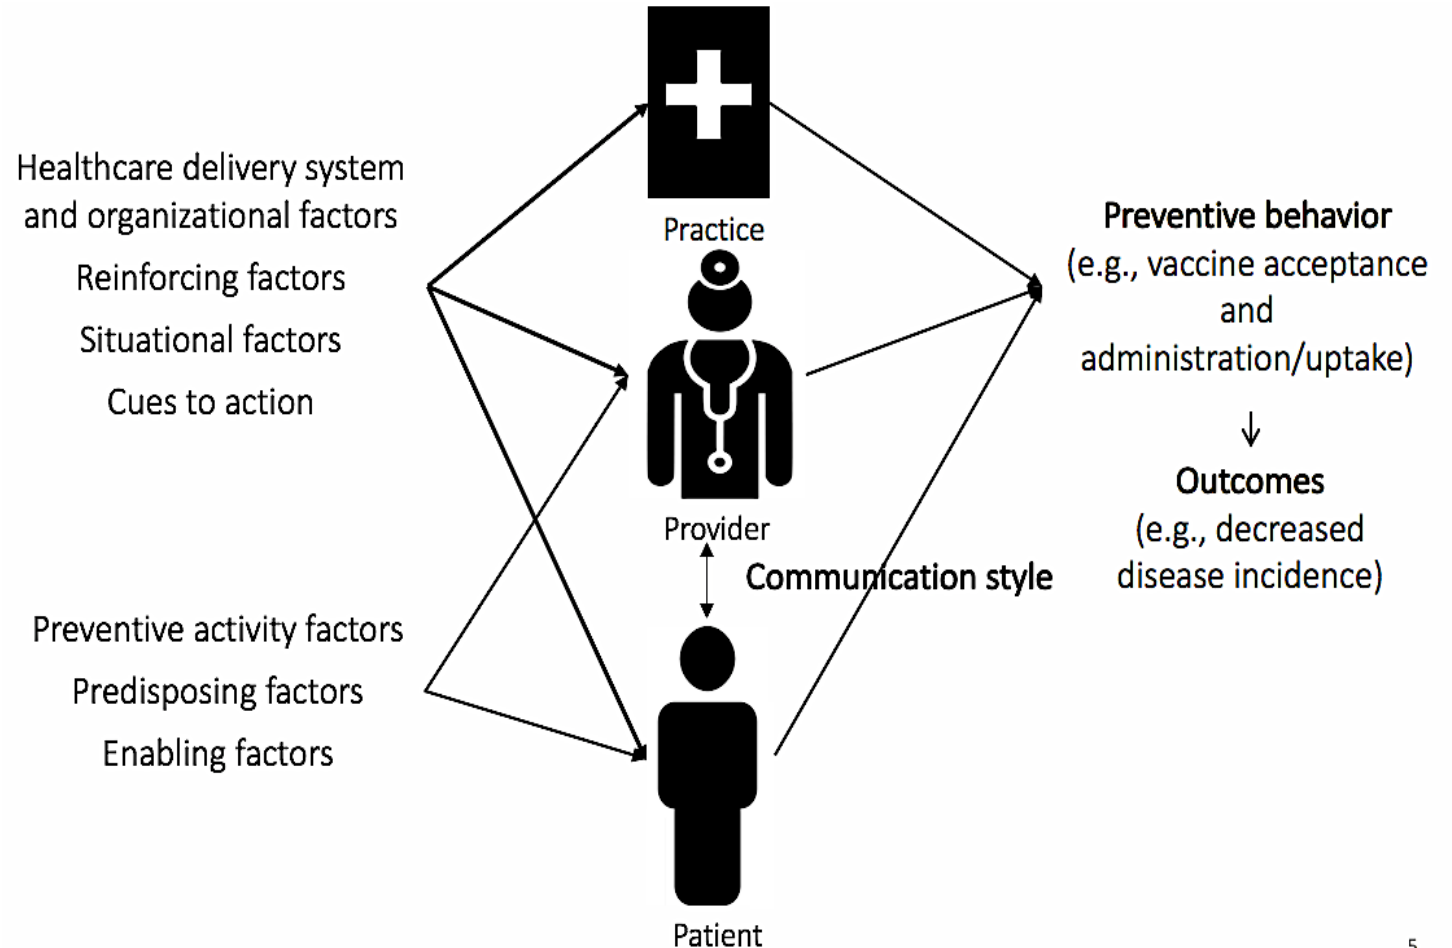 Healthcare delivery system
and organizational factors
Reinforcing factors
Situational factors
Cues to action
Preventive activity factors
Predisposing factors
Enabling factors
Practice
Provider
Communication style
Patient
Preventive behavior
(e.g., vaccine acceptance
and
administration/uptake)
Outcomes
(e.g., decreased
disease incidence)
5